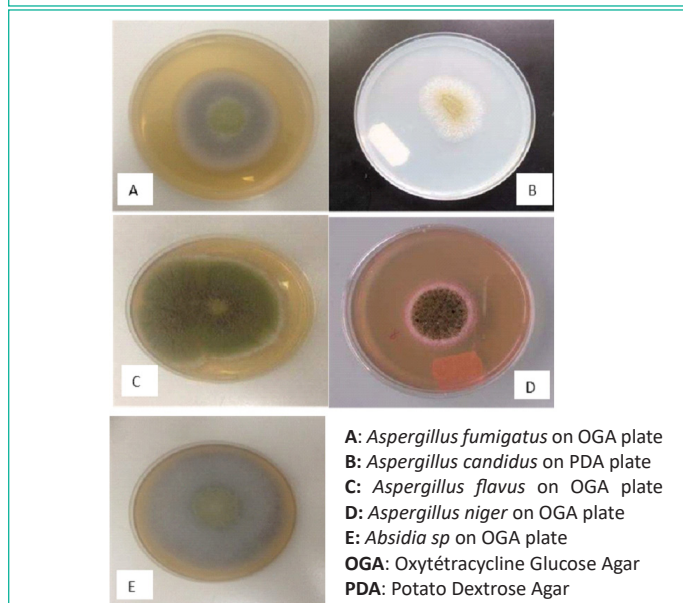 A
B
C
D
E
A: Aspergillus fumigatus on OGA plate
B: Aspergillus candidus on PDA plate
C: Aspergillus flavus on OGA plate
D: Aspergillus niger on OGA plate
E: Absidia sp on OGA plate
OGA: Oxytétracycline Glucose Agar
PDA: Potato Dextrose Agar